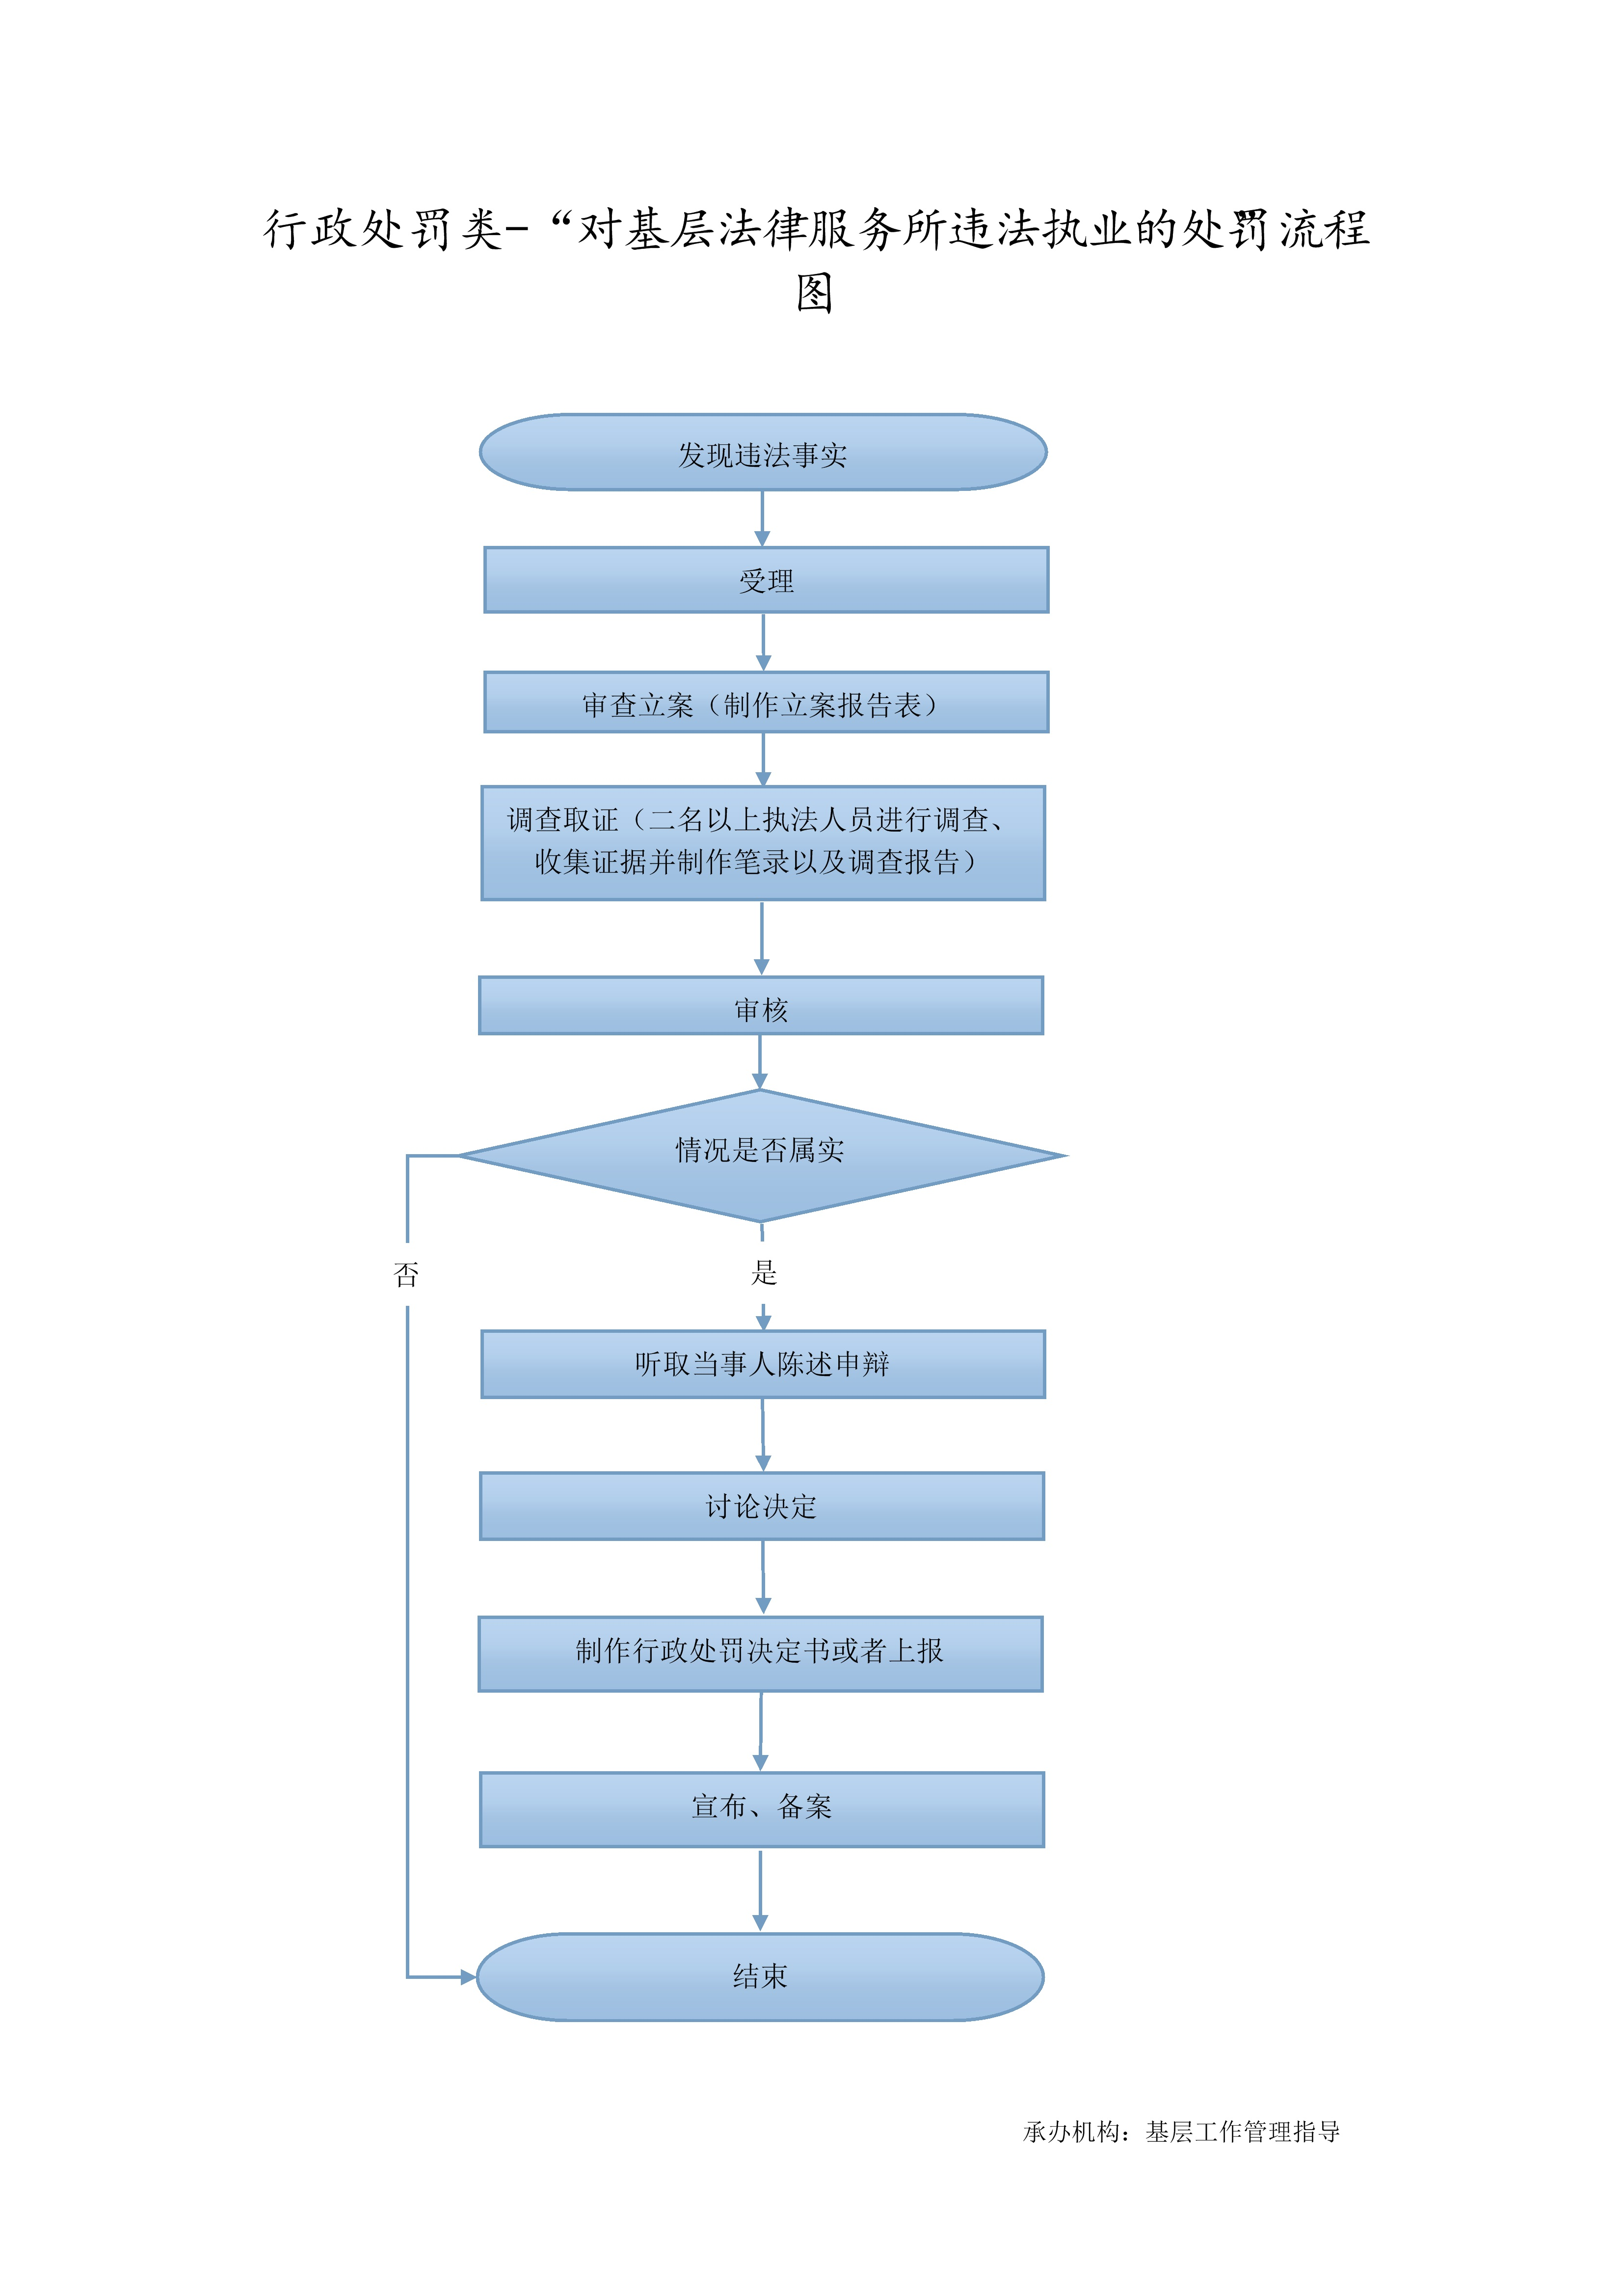 行政处罚类-“对基层法律服务所违法执业的处罚流程
图
发现违法事实
受理
审查立案（制作立案报告表）
调查取证（二名以上执法人员进行调查、
收集证据并制作笔录以及调查报告）
审核
情况是否属实
否
是
听取当事人陈述申辩
讨论决定
制作行政处罚决定书或者上报
宣布、备案
结束
承办机构：基层工作管理指导